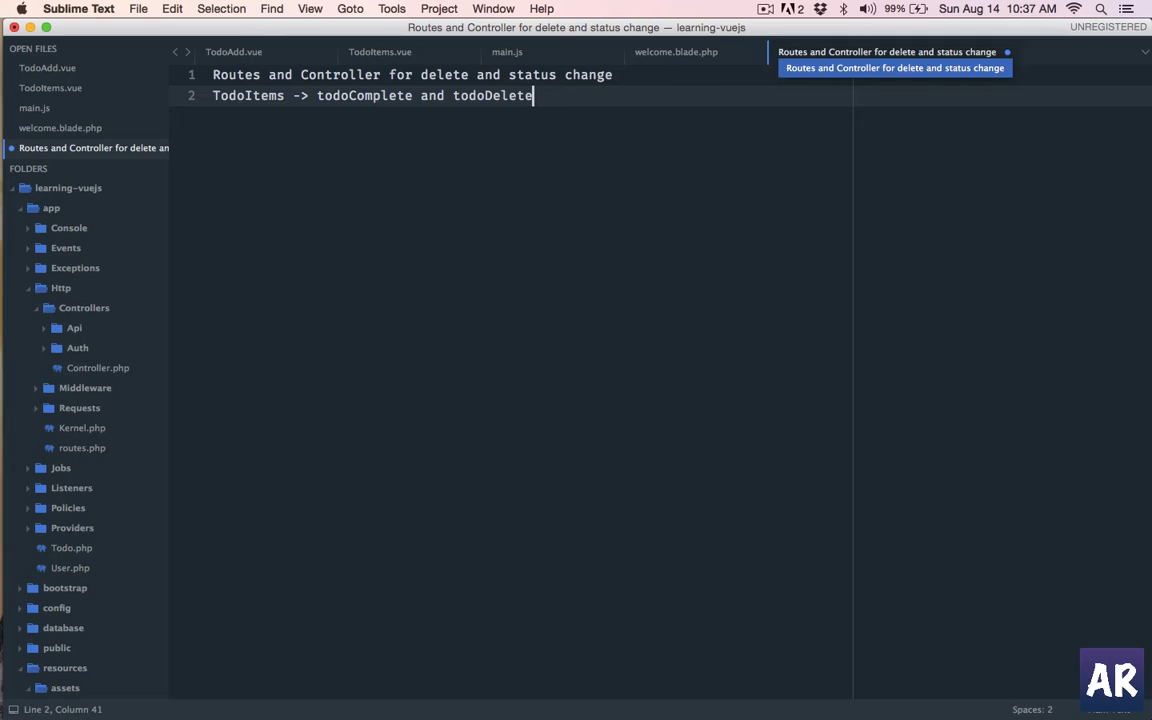 Sublime Text File Edit Selection Find View Goto Tools Project Window Help 2 99% Sun Aug 14 10:37 AM
Routes and Controller for delete and status change — learning-vuejs UNREGISTERED
OPEN FILES
TodoAdd.vue
TodoItems.vue
main.js
welcome.blade.php
Routes and Controller for delete an
FOLDERS
learning-vuejs
app
Console
Events
Exceptions
Http
Controllers
Api
Auth
Controller.php
Middleware
Requests
Kernel.php
routes.php
Jobs
Listeners
Policies
Providers
Todo.php
User.php
bootstrap
config
database
public
resources
assets
TodoAdd.vue TodoItems.vue main.js welcome.blade.php Routes and Controller for delete and status change
Routes and Controller for delete and status change
1 Routes and Controller for delete and status change
2 TodoItems -> todoComplete and todoDelete
Line 2, Column 41 Spaces: 2
AR